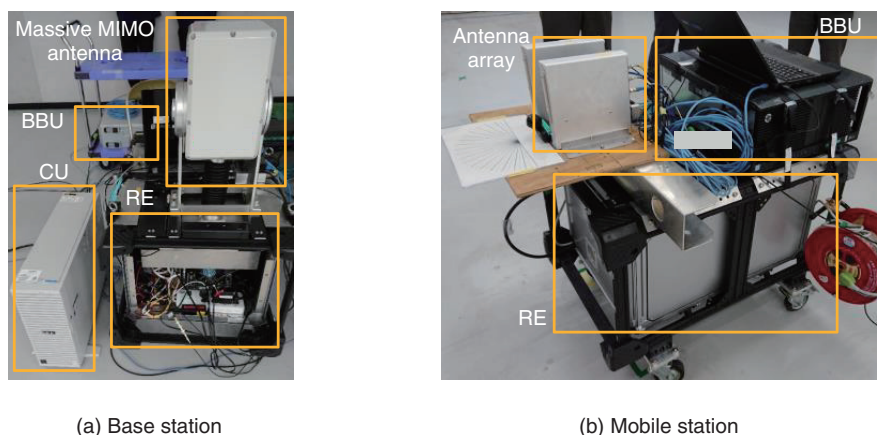 Massive MIMO
antenna
BBU
CU
RE
Antenna
array
BBU
RE
(a) Base station
(b) Mobile station